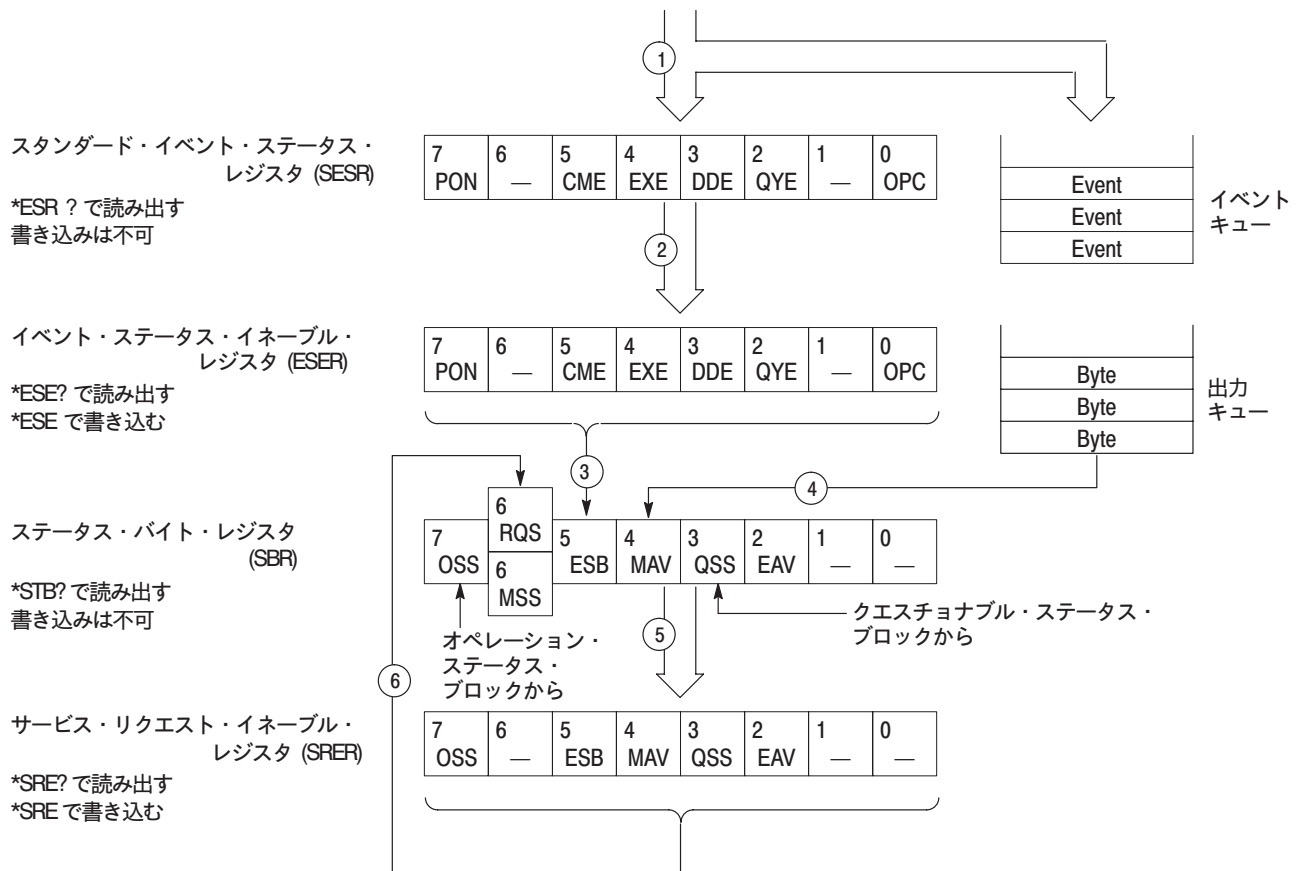 1
スタンダード・イベント・ステータス・
レジスタ (SESR)
*ESR ? で読み出す
書き込みは不可
7 6 5 4 3 2 1 0
PON — CME EXE DDE QYE — OPC
Event
Event
Event
イベント
キュー
2
イベント・ステータス・イネーブル・
レジスタ (ESER)
*ESE? で読み出す
*ESE で書き込む
7 6 5 4 3 2 1 0
PON — CME EXE DDE QYE — OPC
Byte
Byte
Byte
出力
キュー
3
4
ステータス・バイト・レジスタ
(SBR)
*STB? で読み出す
書き込みは不可
6
RQS
7 5 4 3 2 1 0
OSS ESB MAV QSS EAV — —
6
MSS
オペレーション・
ステータス・
ブロックから
5
クエスチョナブル・ステータス・
ブロックから
6
サービス・リクエスト・イネーブル・
レジスタ (SRER)
*SRE? で読み出す
*SRE で書き込む
7 6 5 4 3 2 1 0
OSS — ESB MAV QSS EAV — —